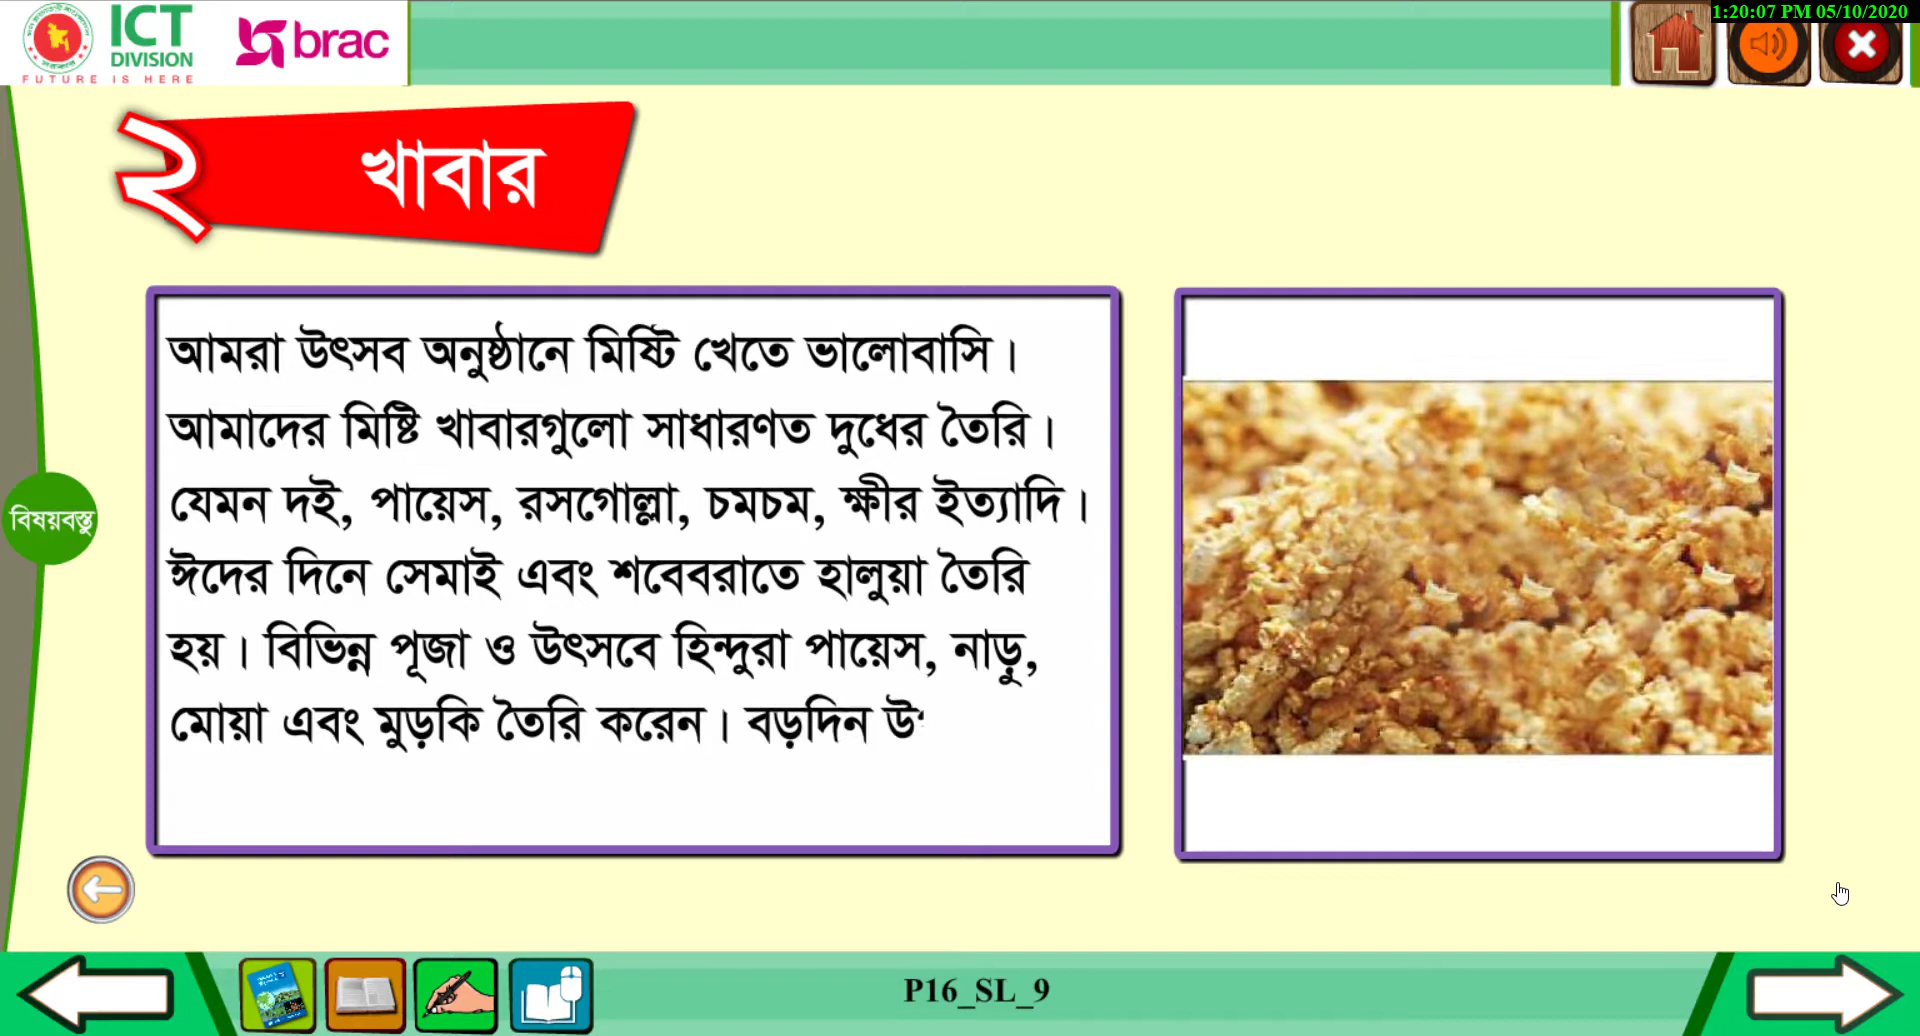 1:20:07 PM 05/10/2020
ICT
DIVISION
FUTURE IS HERE
brac
২ খাবার
আমরা উৎসব অনুষ্ঠানে মিষ্টি খেতে ভালোবাসি।
আমাদের মিষ্টি খাবারগুলো সাধারণত দুধের তৈরি।
যেমন দই, পায়েস, রসগোল্লা, চমচম, ক্ষীর ইত্যাদি।
ঈদের দিনে সেমাই এবং শবেবরাতে হালুয়া তৈরি
হয়। বিভিন্ন পূজা ও উৎসবে হিন্দুরা পায়েস, নাড়ু,
মোয়া এবং মুড়কি তৈরি করেন। বড়দিন উ
বিষয়বস্তু
P16_SL_9